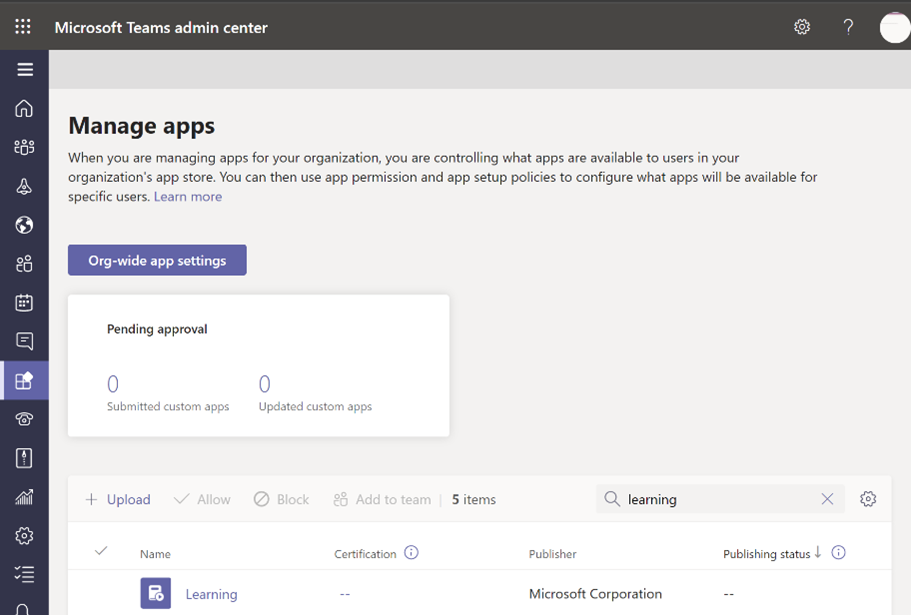 Microsoft Teams admin center
?
Manage apps
When you are managing apps for your organization, you are controlling what apps are available to users in your
organization's app store. You can then use app permission and app setup policies to configure what apps will be available for
specific users. Learn more
Org-wide app settings
Pending approval
0 0
Submitted custom apps Updated custom apps
+ Upload Allow Block Add to team | 5 items learning
Name Certification Publisher Publishing status ↓
Learning -- Microsoft Corporation --